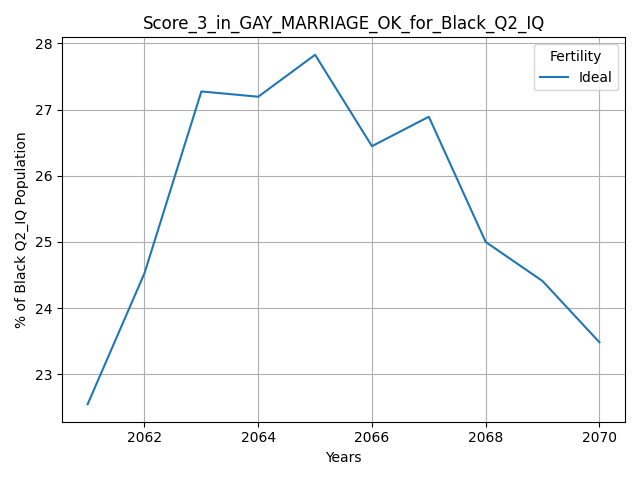 Score_3_in_GAY_MARRIAGE_OK_for_Black_Q2_IQ
28
27
26
25
24
23
% of Black Q2_IQ Population
Fertility
Ideal
2062 2064 2066 2068 2070
Years